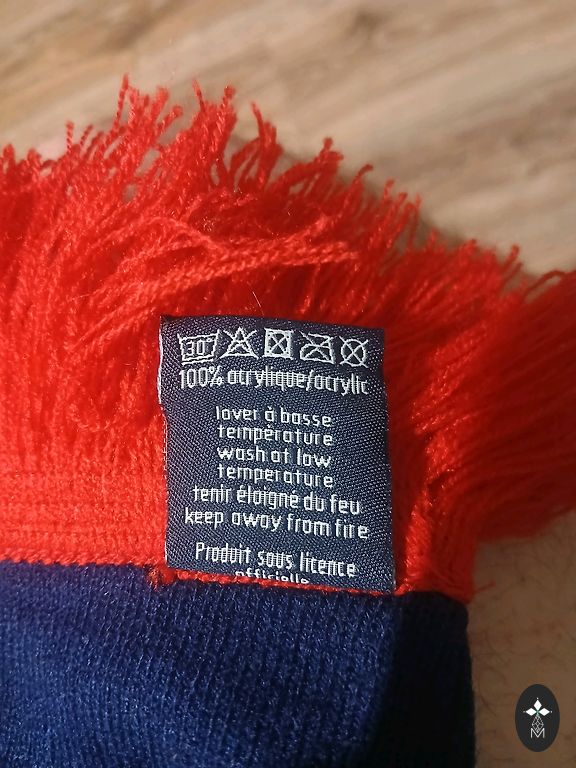 30°
100% acrylique/acrylic
laver à basse
température
wash at low
temperature
tenir éloigné du feu
keep away from fire
Produit sous licence
officielle
M